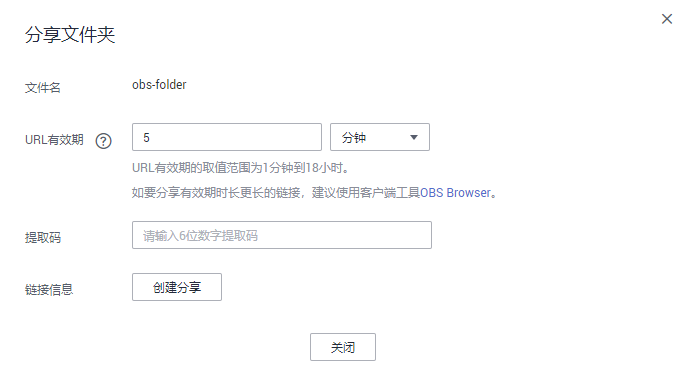 分享文件夹
文件名 obs-folder
URL有效期 ? 5 分钟
URL有效期的取值范围为1分钟到18小时。
如要分享有效期时长更长的链接，建议使用客户端工具OBS Browser。
提取码 请输入6位数字提取码
链接信息 创建分享
关闭